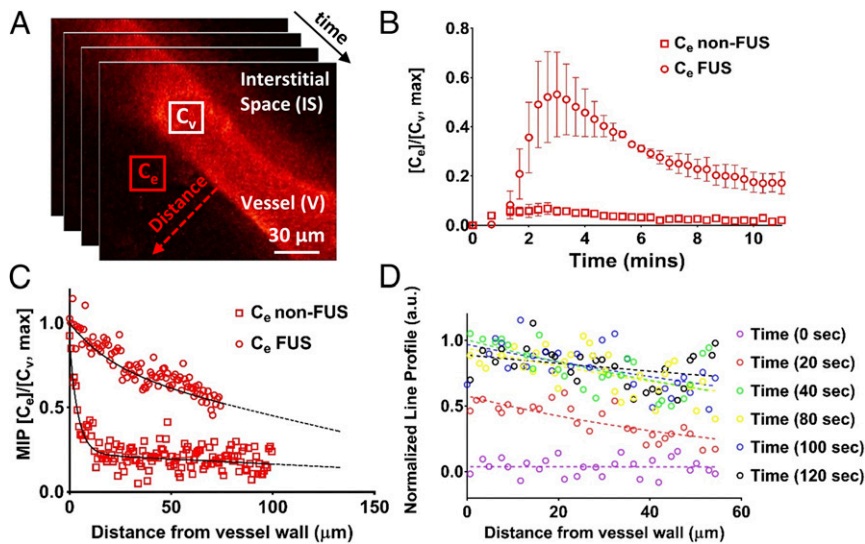 A
time
Interstitial
Space (IS)
Cv
Ce
Distance
Vessel (V)
30 µm
B
Ce non-FUS
Ce FUS
[Ce]/[Cv, max]
0.8
0.6
0.4
0.2
0.0
0 2 4 6 8 10
Time (mins)
C
Ce non-FUS
Ce FUS
MIP [Ce]/[Cv, max]
1.0
0.5
0.0
0 50 100 150
Distance from vessel wall (µm)
D
Normalized Line Profile (a.u.)
1.0
0.5
0.0
0 20 40 60
Distance from vessel wall (µm)
Time (0 sec)
Time (20 sec)
Time (40 sec)
Time (80 sec)
Time (100 sec)
Time (120 sec)